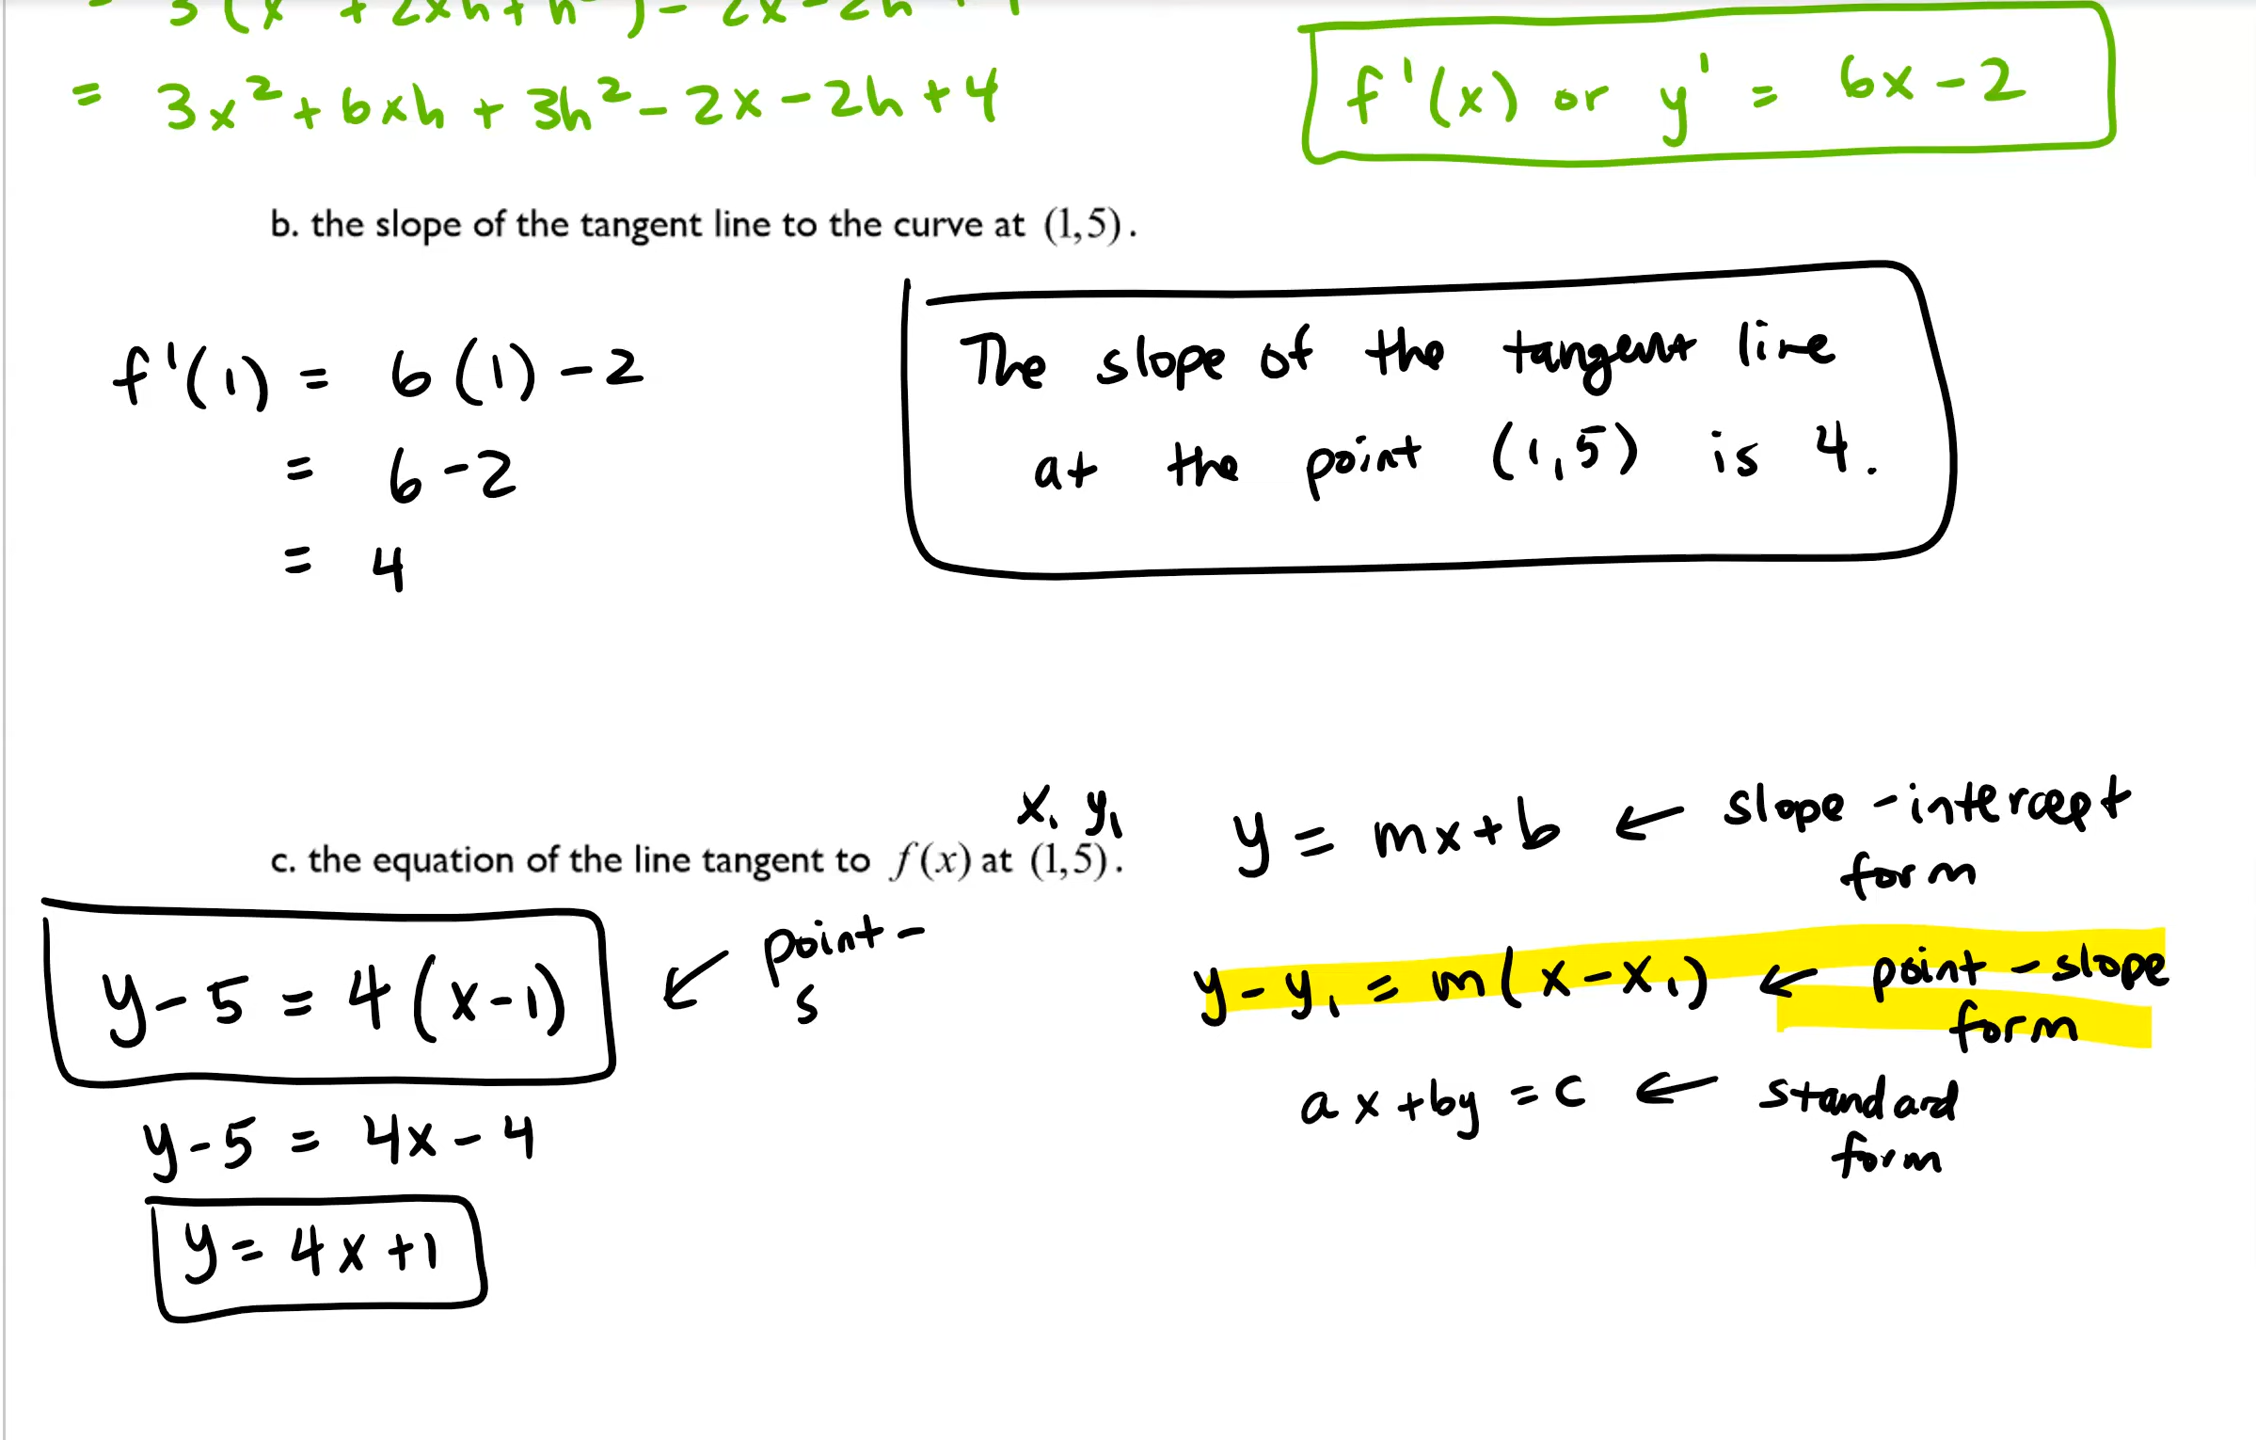 = 3x² + 6xh + 3h² - 2x - 2h + 4
f'(x) or y' = 6x - 2
b. the slope of the tangent line to the curve at (1,5).
f'(1) = 6(1) - 2
= 6 - 2
= 4
The slope of the tangent line
at the point (1,5) is 4.
x₁ y₁
c. the equation of the line tangent to f(x) at (1,5).
y - 5 = 4(x-1) ← point-
s
y - 5 = 4x - 4
y = 4x + 1
y = mx + b ← slope-intercept
form
y - y₁ = m(x - x₁) ← point-slope
form
ax + by = c ← standard
form